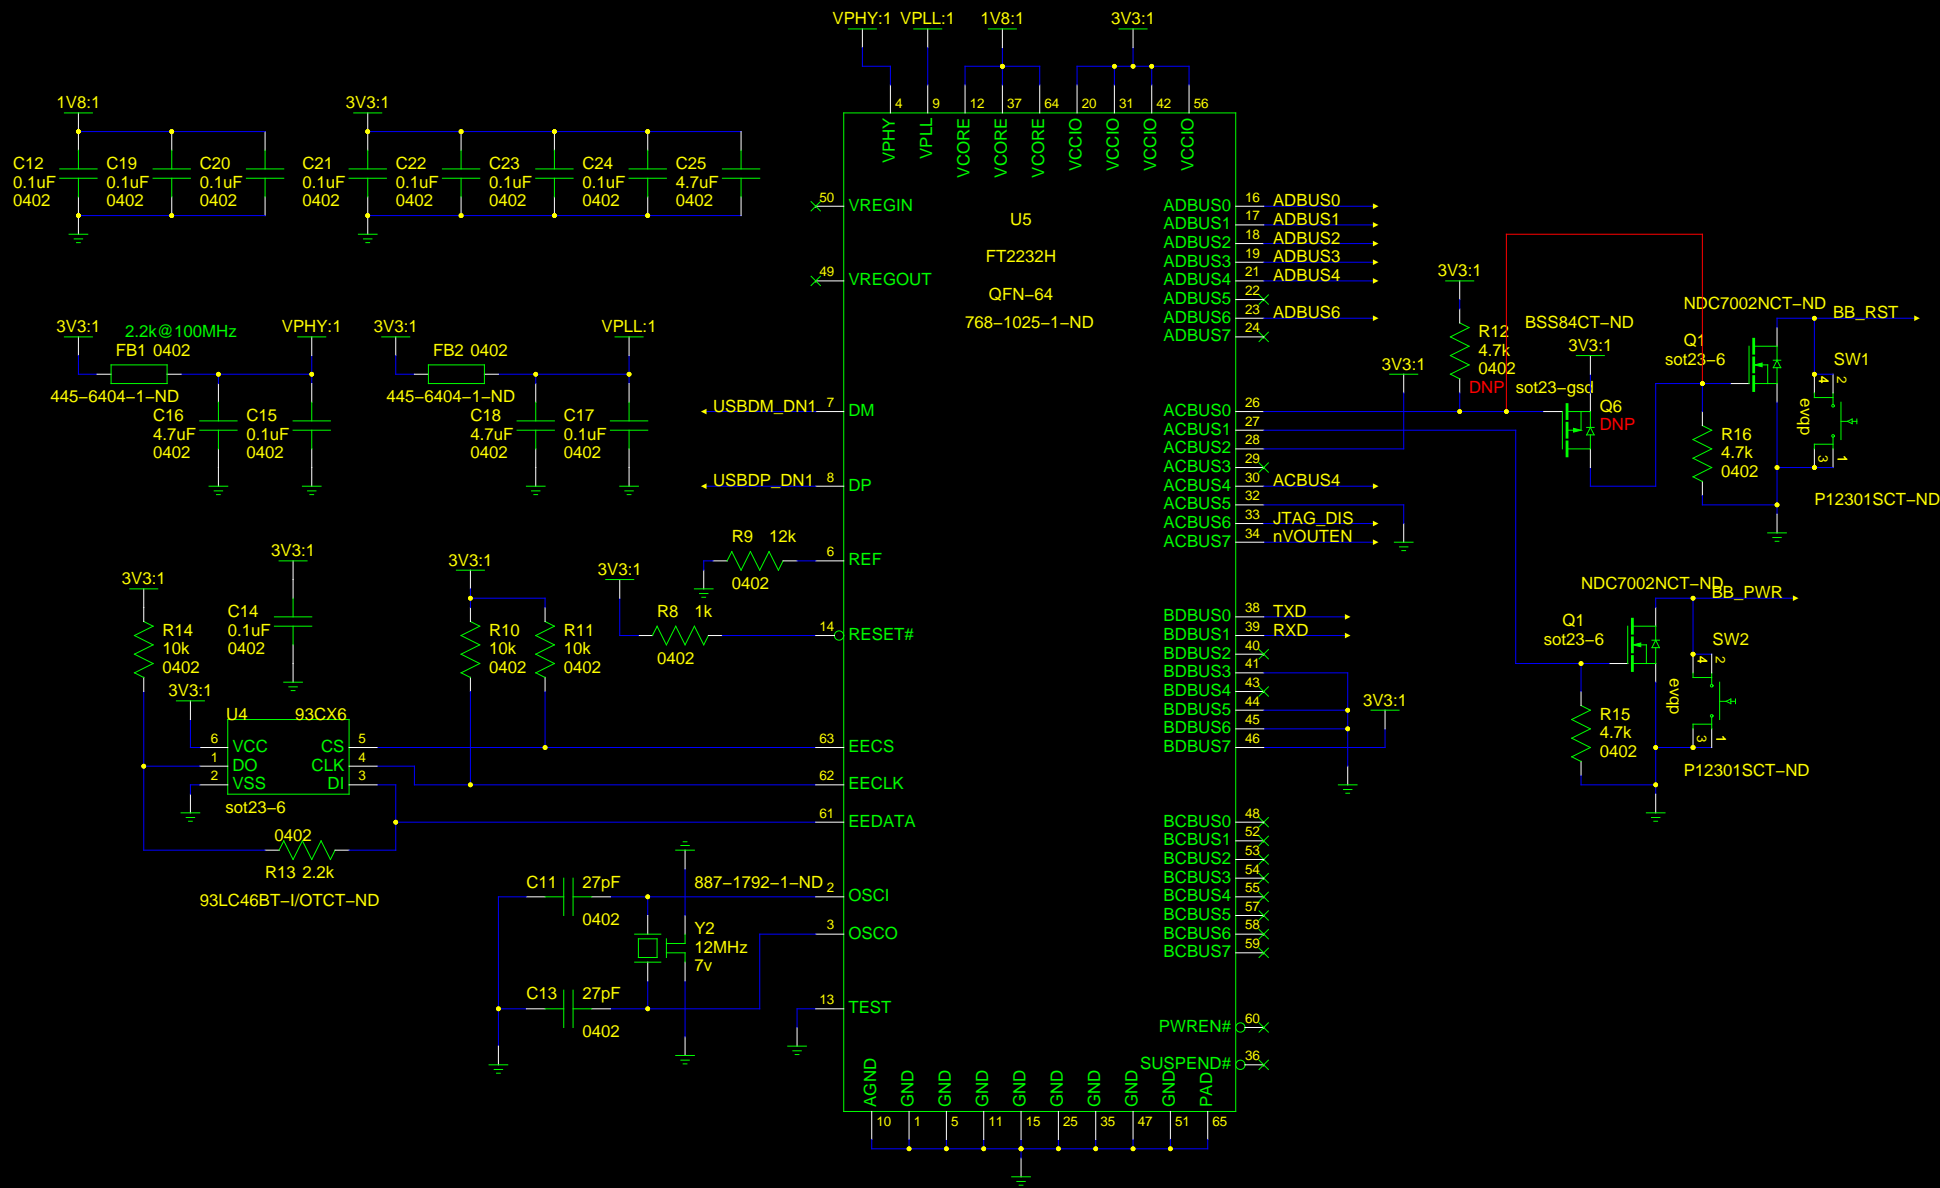 VPHY:1 VPLL:1 1V8:1 3V3:1
1V8:1 3V3:1
C12 0.1uF 0402
C19 0.1uF 0402
C20 0.1uF 0402
C21 0.1uF 0402
C22 0.1uF 0402
C23 0.1uF 0402
C24 0.1uF 0402
C25 4.7uF 0402
3V3:1 2.2k@100MHz VPHY:1
FB1 0402
445-6404-1-ND
C16 4.7uF 0402
C15 0.1uF 0402
3V3:1 VPLL:1
FB2 0402
445-6404-1-ND
C18 4.7uF 0402
C17 0.1uF 0402
3V3:1
R14 10k 0402
3V3:1
C14 0.1uF 0402
3V3:1
R10 10k 0402
R11 10k 0402
3V3:1
R8 1k
0402
R9 12k
0402
3V3:1
U4 93CX6
6 VCC CS 5
1 DO CLK 4
2 VSS DI 3
sot23-6
0402
R13 2.2k
93LC46BT-I/OTCT-ND
C11 27pF
0402
C13 27pF
0402
887-1792-1-ND
Y2
12MHz
7v
4 9 12 37 64 20 31 42 56
VPHY VPLL VCORE VCORE VCORE VCCIO VCCIO VCCIO VCCIO
U5
FT2232H
QFN-64
768-1025-1-ND
50 VREGIN
49 VREGOUT
USBDM_DN1 7 DM
USBDP_DN1 8 DP
6 REF
14 RESET#
63 EECS
62 EECLK
61 EEDATA
2 OSCI
3 OSCO
13 TEST
ADBUS0 16 ADBUS0
ADBUS1 17 ADBUS1
ADBUS2 18 ADBUS2
ADBUS3 19 ADBUS3
ADBUS4 21 ADBUS4
ADBUS5 22
ADBUS6 23 ADBUS6
ADBUS7 24
ACBUS0 26
ACBUS1 27
ACBUS2 28
ACBUS3 29
ACBUS4 30 ACBUS4
ACBUS5 32
ACBUS6 33 JTAG_DIS
ACBUS7 34 nVOUTEN
BDBUS0 38 TXD
BDBUS1 39 RXD
BDBUS2 40
BDBUS3 41
BDBUS4 43
BDBUS5 44
BDBUS6 45
BDBUS7 46
BCBUS0 48
BCBUS1 52
BCBUS2 53
BCBUS3 54
BCBUS4 55
BCBUS5 57
BCBUS6 58
BCBUS7 59
PWREN# 60
SUSPEND# 36
AGND GND GND GND GND GND GND GND GND PAD
10 1 5 11 15 25 35 47 51 65
3V3:1
3V3:1
3V3:1
R12
4.7k
0402
DNP
BSS84CT-ND
3V3:1
sot23-gsd
Q6
DNP
NDC7002NCT-ND
Q1
sot23-6
BB_RST
SW1
4 2
evqp
3 1
P12301SCT-ND
R16
4.7k
0402
NDC7002NCT-ND
BB_PWR
Q1
sot23-6
SW2
4 2
evqp
3 1
P12301SCT-ND
R15
4.7k
0402